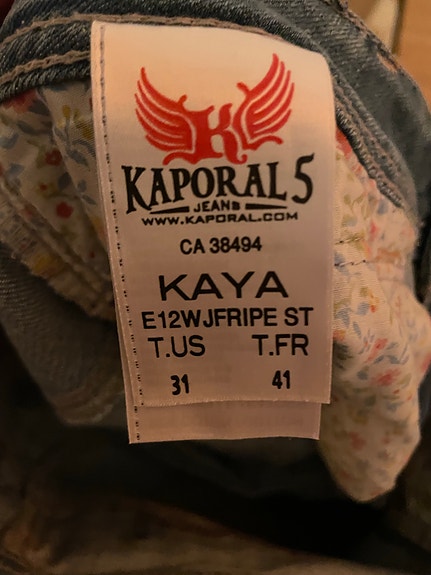 K
KAPORAL 5
JEANS
WWW.KAPORAL.COM
CA 38494
KAYA
E12WJFRIPE ST
T.US T.FR
31 41